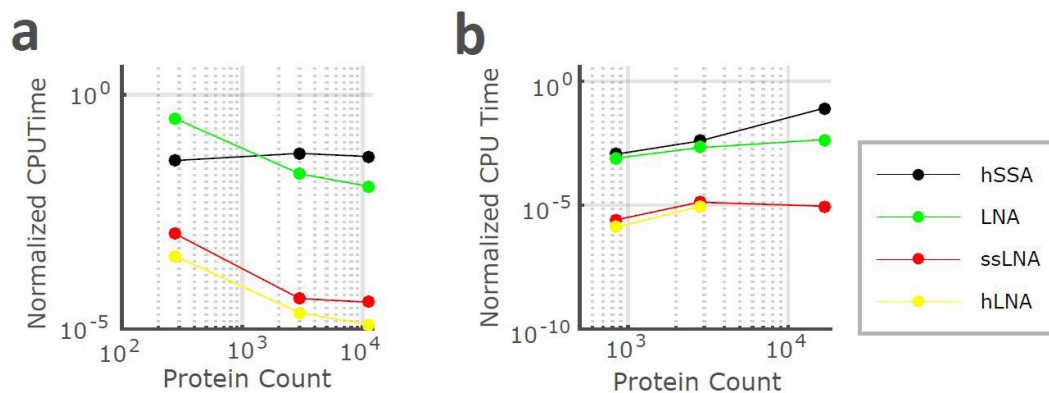 a
Normalized CPUTime
10^0
10^-5
10^2
10^3
10^4
Protein Count
b
Normalized CPU Time
10^0
10^-5
10^-10
10^3
10^4
Protein Count
hSSA
LNA
ssLNA
hLNA